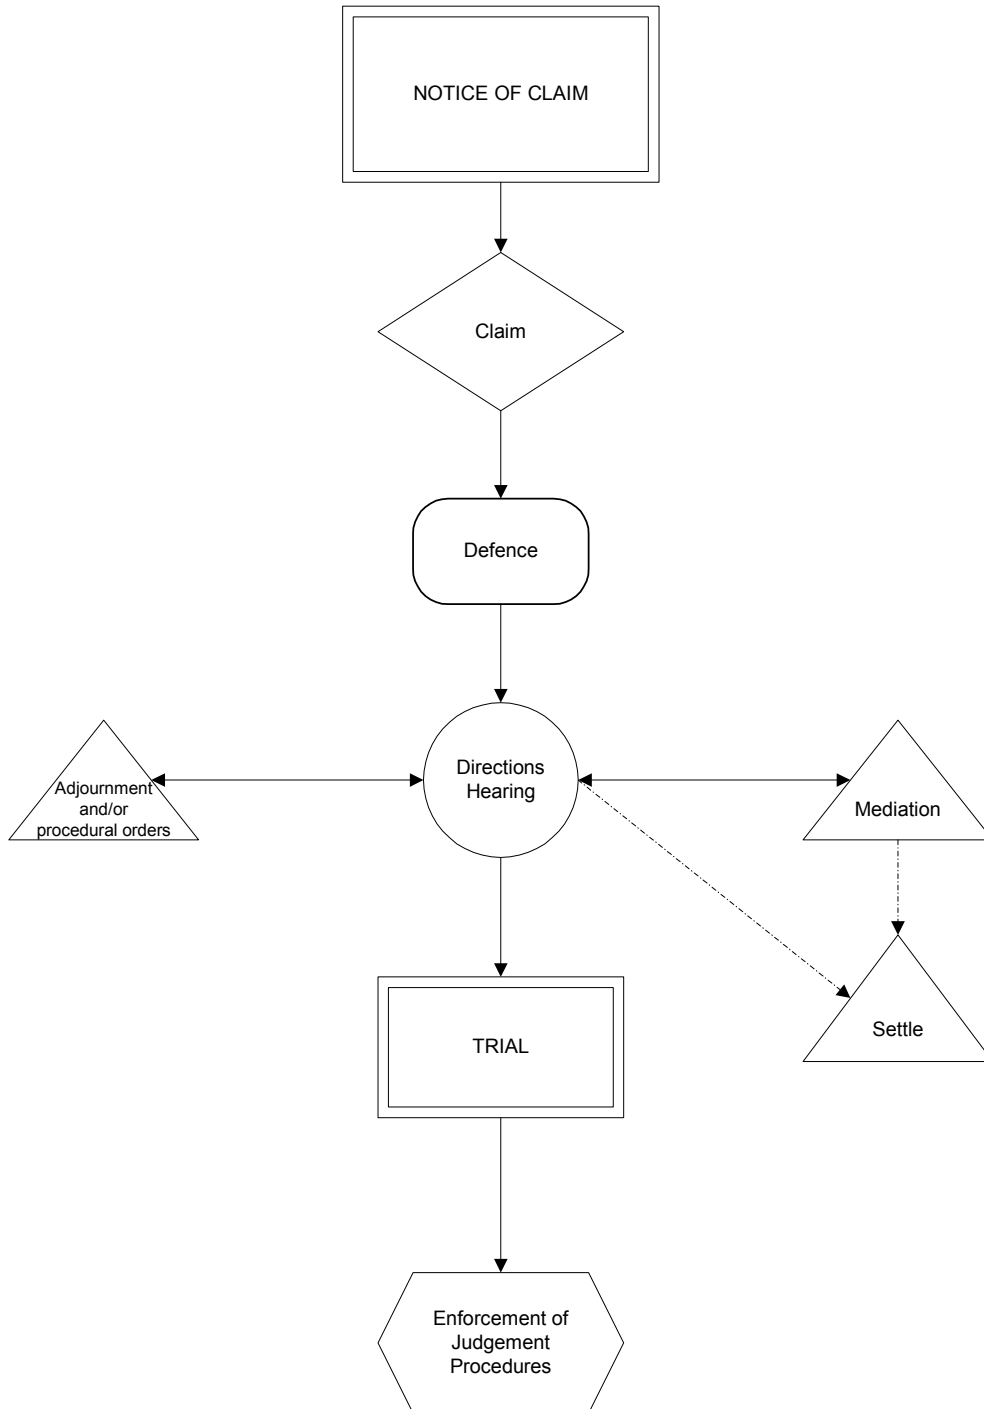 NOTICE OF CLAIM
Claim
Defence
Directions
Hearing
Adjournment
and/or
procedural orders
Mediation
Settle
TRIAL
Enforcement of
Judgement
Procedures